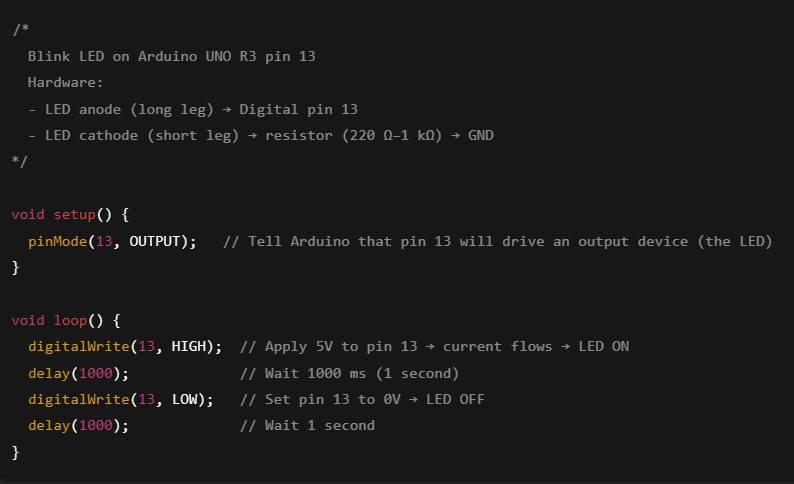 /*
  Blink LED on Arduino UNO R3 pin 13
  Hardware:
  - LED anode (long leg) → Digital pin 13
  - LED cathode (short leg) → resistor (220 Ω–1 kΩ) → GND
*/

void setup() {
  pinMode(13, OUTPUT);   // Tell Arduino that pin 13 will drive an output device (the LED)
}

void loop() {
  digitalWrite(13, HIGH);  // Apply 5V to pin 13 → current flows → LED ON
  delay(1000);             // Wait 1000 ms (1 second)
  digitalWrite(13, LOW);   // Set pin 13 to 0V → LED OFF
  delay(1000);             // Wait 1 second
}